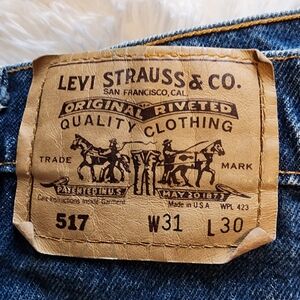 LEVI STRAUSS & CO.
SAN FRANCISCO, CAL.
ORIGINAL RIVETED
QUALITY CLOTHING
TRADE MARK
PATENTED IN U.S. MAY 20 1873
Care Instructions Inside Garment Made in U.S.A WPL 423
517 W31 L30